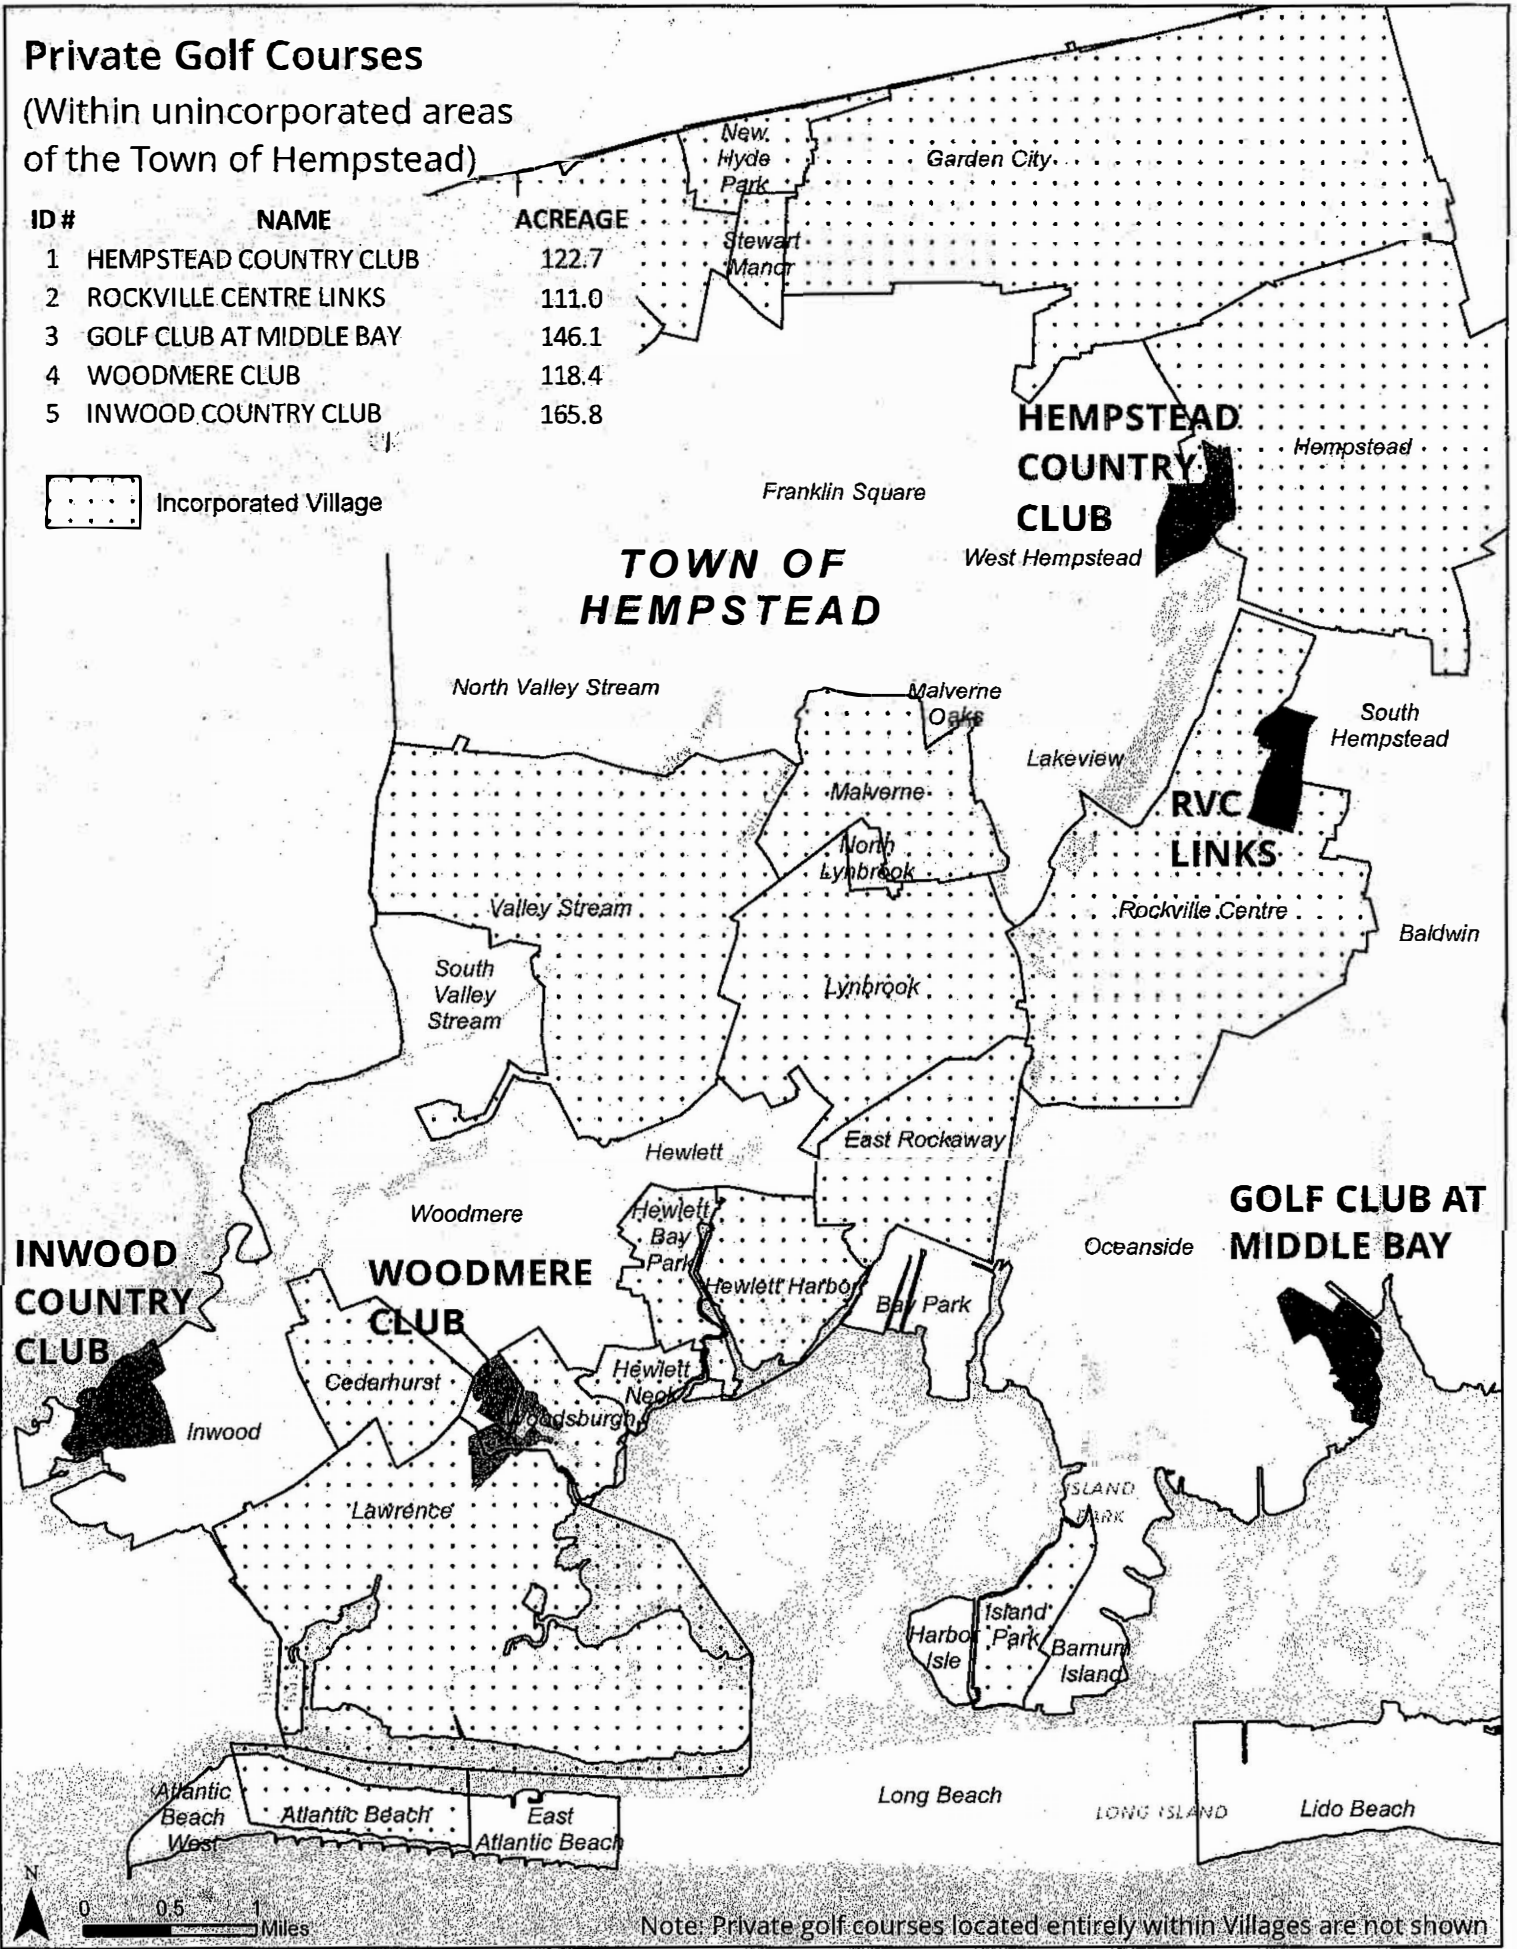 Private Golf Courses
(Within unincorporated areas
of the Town of Hempstead)
ID # NAME ACREAGE
1 HEMPSTEAD COUNTRY CLUB 122.7
2 ROCKVILLE CENTRE LINKS 111.0
3 GOLF CLUB AT MIDDLE BAY 146.1
4 WOODMERE CLUB 118.4
5 INWOOD COUNTRY CLUB 165.8
Incorporated Village
New
Hyde
Park
Garden City
Stewart
Manor
HEMPSTEAD
COUNTRY
CLUB
Hempstead
Franklin Square
West Hempstead
TOWN OF
HEMPSTEAD
North Valley Stream
Malverne
Oaks
South
Hempstead
Lakeview
Malverne
RVC
LINKS
North
Lynbrook
Valley Stream
Rockville Centre
Baldwin
South
Valley
Stream
Lynbrook
East Rockaway
Hewlett
Woodmere
Hewlett
Bay
Park
GOLF CLUB AT
MIDDLE BAY
Oceanside
INWOOD
COUNTRY
CLUB
WOODMERE
CLUB
Hewlett Harbor
Bay Park
Cedarhurst
Hewlett
Neck
Woodsburgh
Inwood
Lawrence
ISLAND
PARK
Harbor
Isle
Island
Park
Barnum
Island
Atlantic
Beach
West
Atlantic Beach
East
Atlantic Beach
Long Beach
LONG ISLAND
Lido Beach
N
0 0.5 1
Miles
Note: Private golf courses located entirely within Villages are not shown